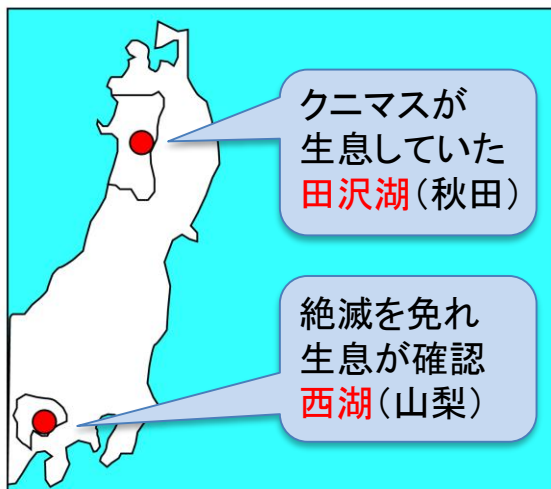 クニマスが
生息していた
田沢湖(秋田)
絶滅を免れ
生息が確認
西湖(山梨)